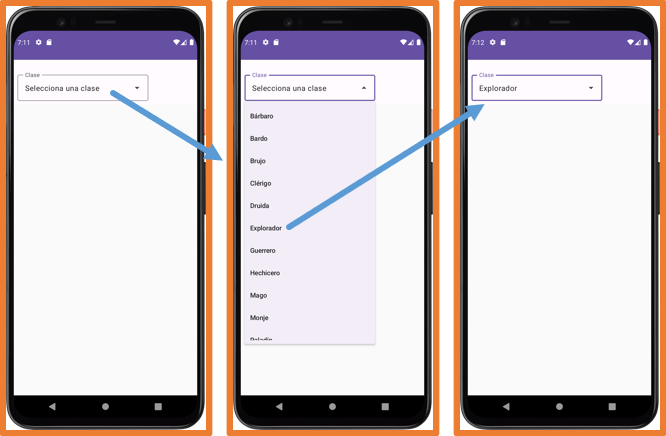 7:11
Clase
Selecciona una clase
7:11
Clase
Selecciona una clase
Bárbaro
Bardo
Brujo
Clérigo
Druida
Explorador
Guerrero
Hechicero
Mago
Monje
Paladín
7:12
Clase
Explorador